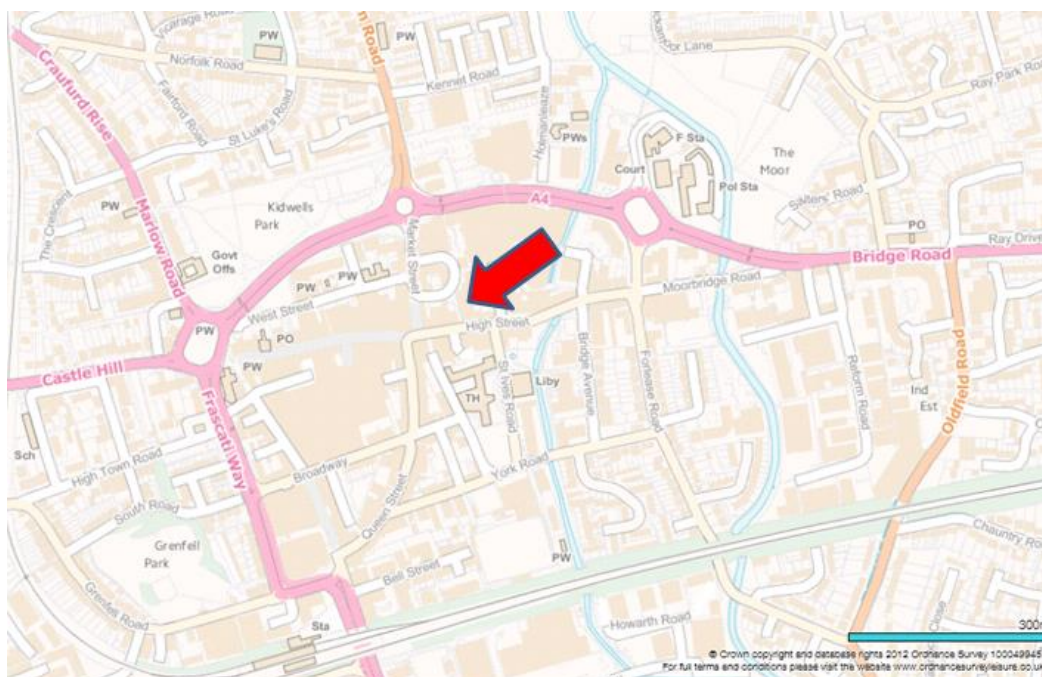 Vicarage Road
PW
PW
Norfolk Road
Craufurd Rise
Fairford Road
St Luke's Road
Road
Kennet Road
Holmanleaze
or Lane
Ray Park Roa
PWs
F Sta
Court
Pol Sta
The
Moor
Salters' Road
PW
The Crescent
Marlow Road
Kidwells
Park
A4
PO
Ray Drive
Bridge Road
Govt
Offs
Market Street
PW
PW
West Street
Moorbridge Road
PW
PO
High Street
Castle Hill
PW
Frascati Way
TH
St Ives Road
Liby
Bridge Avenue
Forlease Road
Reform Road
Ind
Est
Oldfield Road
Sch
High Town Road
Broadway
York Road
South Road
Queen Street
Grenfell
Park
Bell Street
PW
Chauntry Roa
Grenfell Road
Sta
Howarth Road
Close
300m
© Crown copyright and database rights 2012 Ordnance Survey 100049945
For full terms and conditions please visit the website www.ordnancesurveyleisure.co.uk